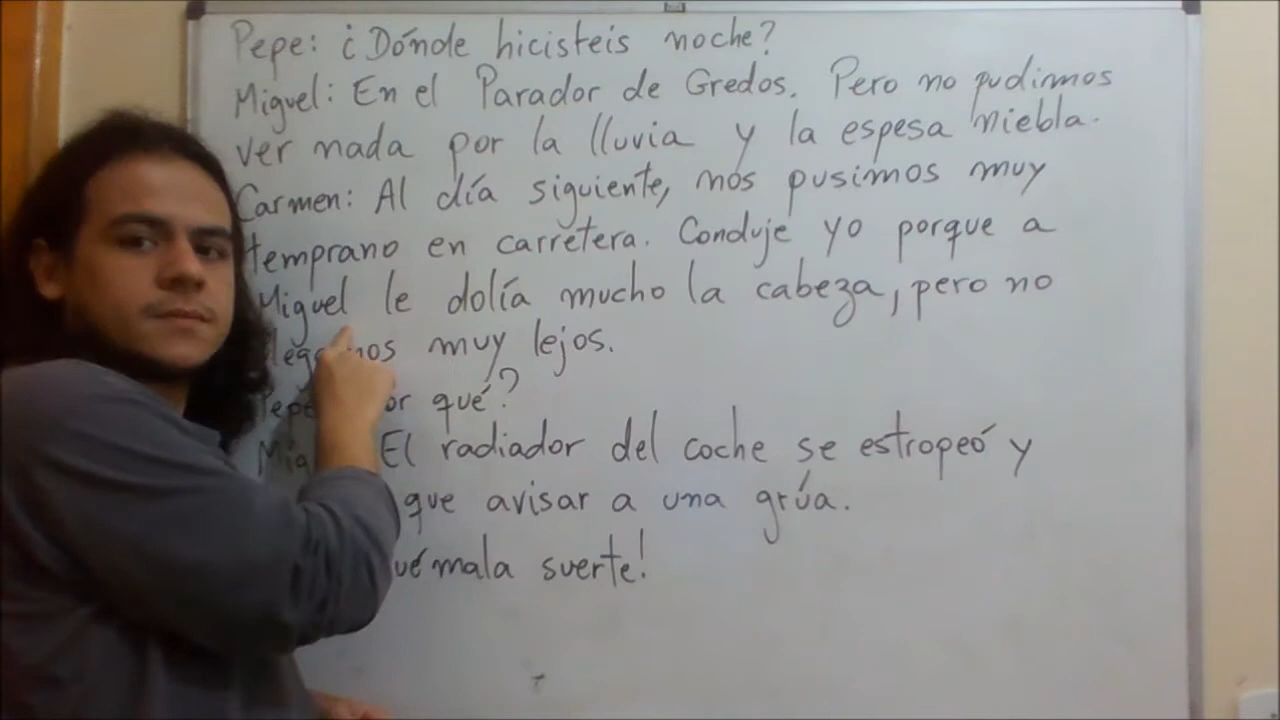 Pepe: ¿Dónde hicisteis noche?
Miguel: En el Parador de Gredos. Pero no pudimos
ver nada por la lluvia y la espesa niebla.
Carmen: Al día siguiente, nos pusimos muy
temprano en carretera. Conduje yo porque a
Miguel le dolía mucho la cabeza, pero no
muy lejos.
qué?
El radiador del coche se estropeó y
que avisar a una grúa.
mala suerte!